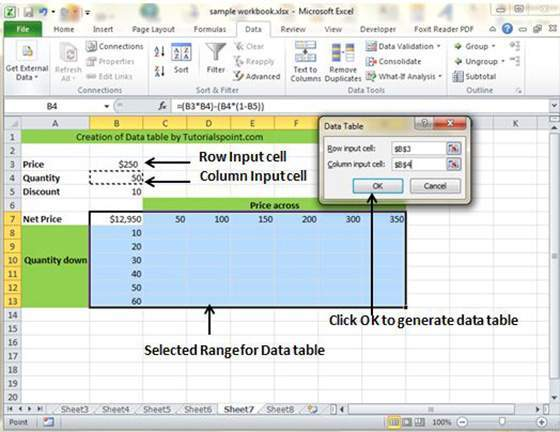 sample workbook.xlsx - Microsoft Excel
File Home Insert Page Layout Formulas Data Review View Developer Foxit Reader PDF
Get External Data Refresh All Connections Properties Edit Links Sort Filter Clear Reapply Advanced Text to Columns Remove Duplicates Data Validation Consolidate What-If Analysis Group Ungroup Subtotal
Connections Sort & Filter Data Tools Outline
B4 fx =(B3*B4)-(B4*(1-B5))
A B C D E F K
1 Creation of Data table by Tutorialspoint.com
2
3 Price $250 Row Input cell
4 Quantity 50 Column Input cell
5 Discount 10
6 Price across
7 Net Price $12,950 50 100 150 200 300 350
8 10
9 20
10 Quantity down 30
11 40
12 50
13 60
14
15
16
17
18
19
20
Data Table
Row input cell: $B$3
Column input cell: $B$4
OK Cancel
Click OK to generate data table
Selected Range for Data table
Sheet3 Sheet4 Sheet5 Sheet6 Sheet7 Sheet8
Point 100%